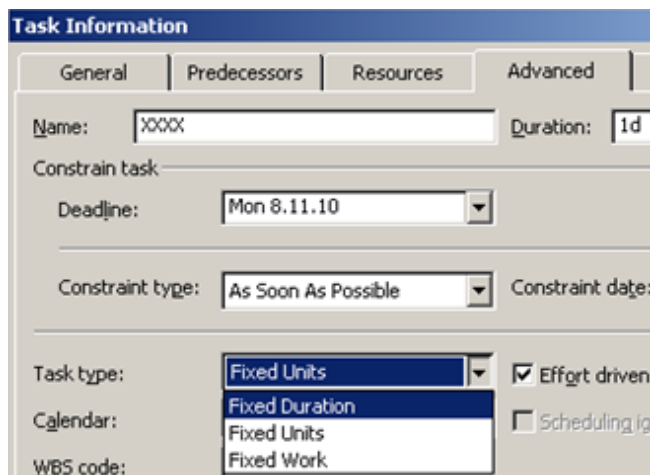 Task Information
General Predecessors Resources Advanced
Name: XXXX Duration: 1d
Constrain task
Deadline: Mon 8.11.10
Constraint type: As Soon As Possible Constraint date:
Task type: Fixed Units Effort driven
Fixed Duration
Calendar: Fixed Units Scheduling ig
WBS code: Fixed Work